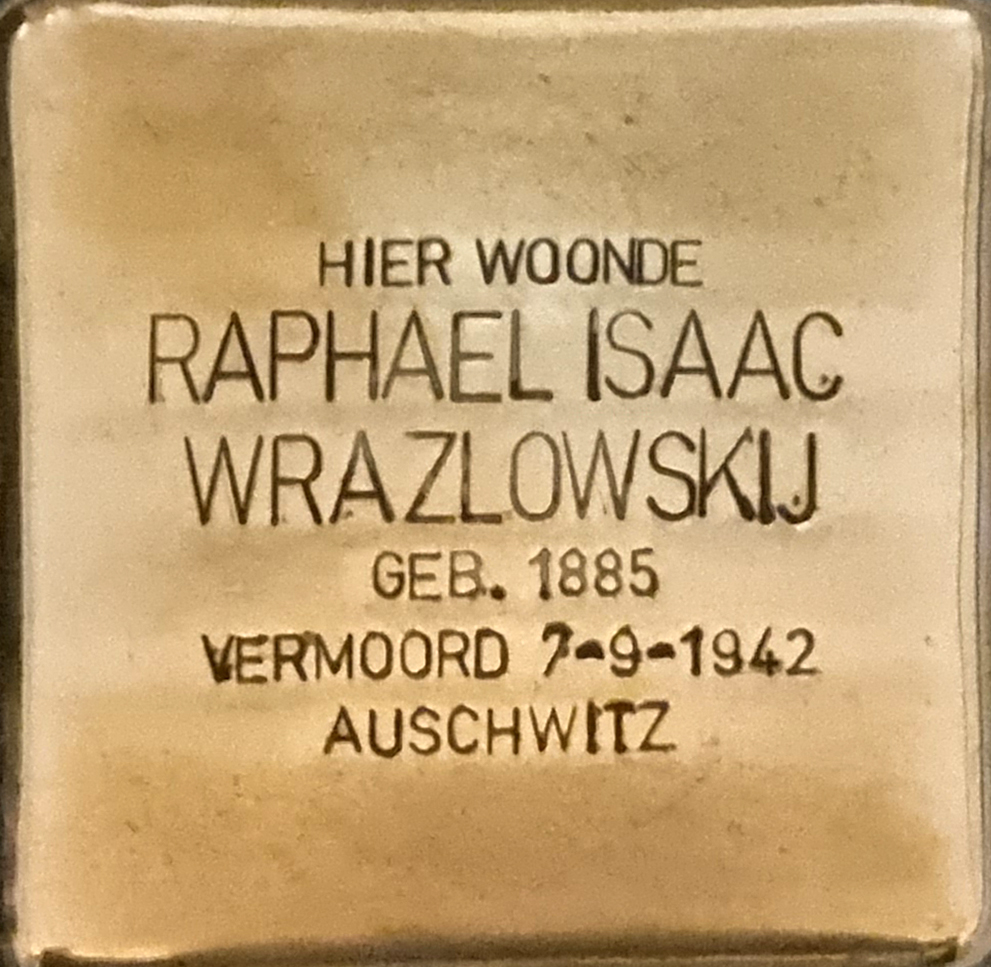 HIER WOONDE
RAPHAEL ISAAC
WRAZLOWSKIJ
GEB. 1885
VERMOORD 7-9-1942
AUSCHWITZ